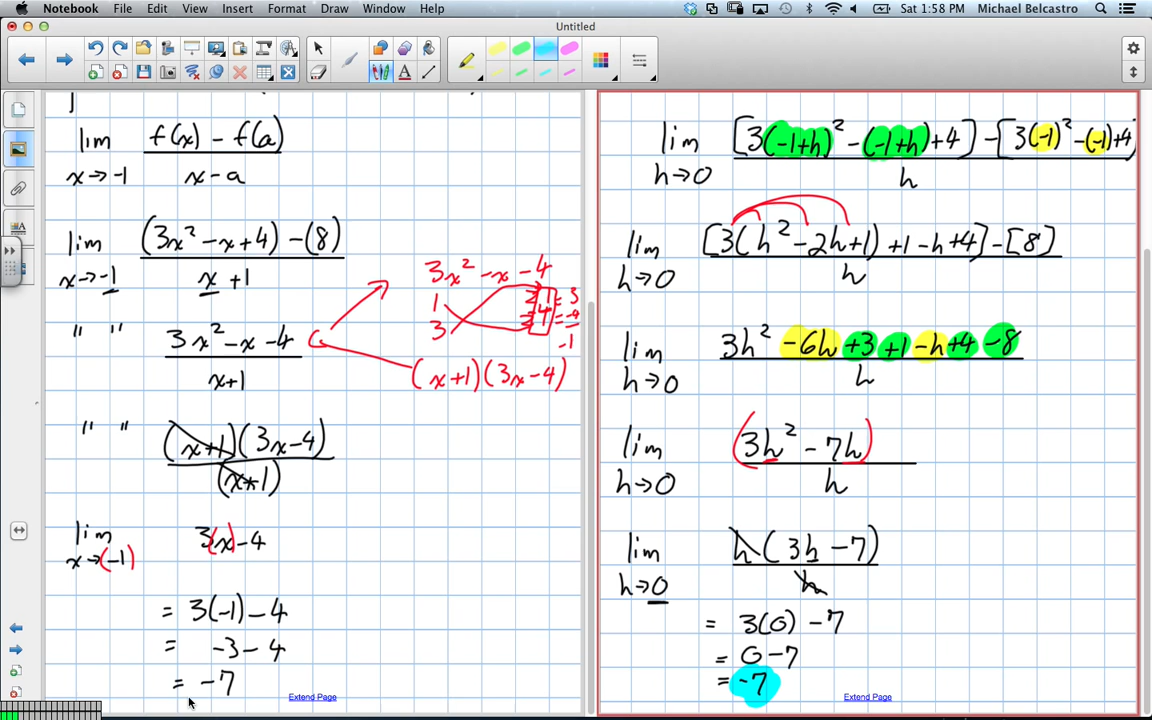 Notebook File Edit View Insert Format Draw Window Help Sat 1:58 PM Michael Belcastro
Untitled
lim f(x) - f(a)
x→-1 x-a
lim (3x² -x+4) -(8)
x→-1 x+1
3x² -x -4
1 1 = 3
3 -4 = -4
-1
(x+1)(3x-4)
" " 3x² -x -4
x+1
" " (x+1)(3x-4)
(x+1)
lim 3(x)-4
x→(-1)
= 3(-1) - 4
= -3 - 4
= -7
Extend Page
lim [3(-1+h)² -(-1+h)+4] - [3(-1)² -(-1)+4]
h→0 h
lim [3(h² -2h+1) +1-h+4] -[8]
h→0 h
lim 3h² -6h +3 +1 -h +4 -8
h→0 h
lim (3h² - 7h)
h→0 h
lim h(3h -7)
h→0 h
= 3(0) -7
= 0 -7
= -7
Extend Page